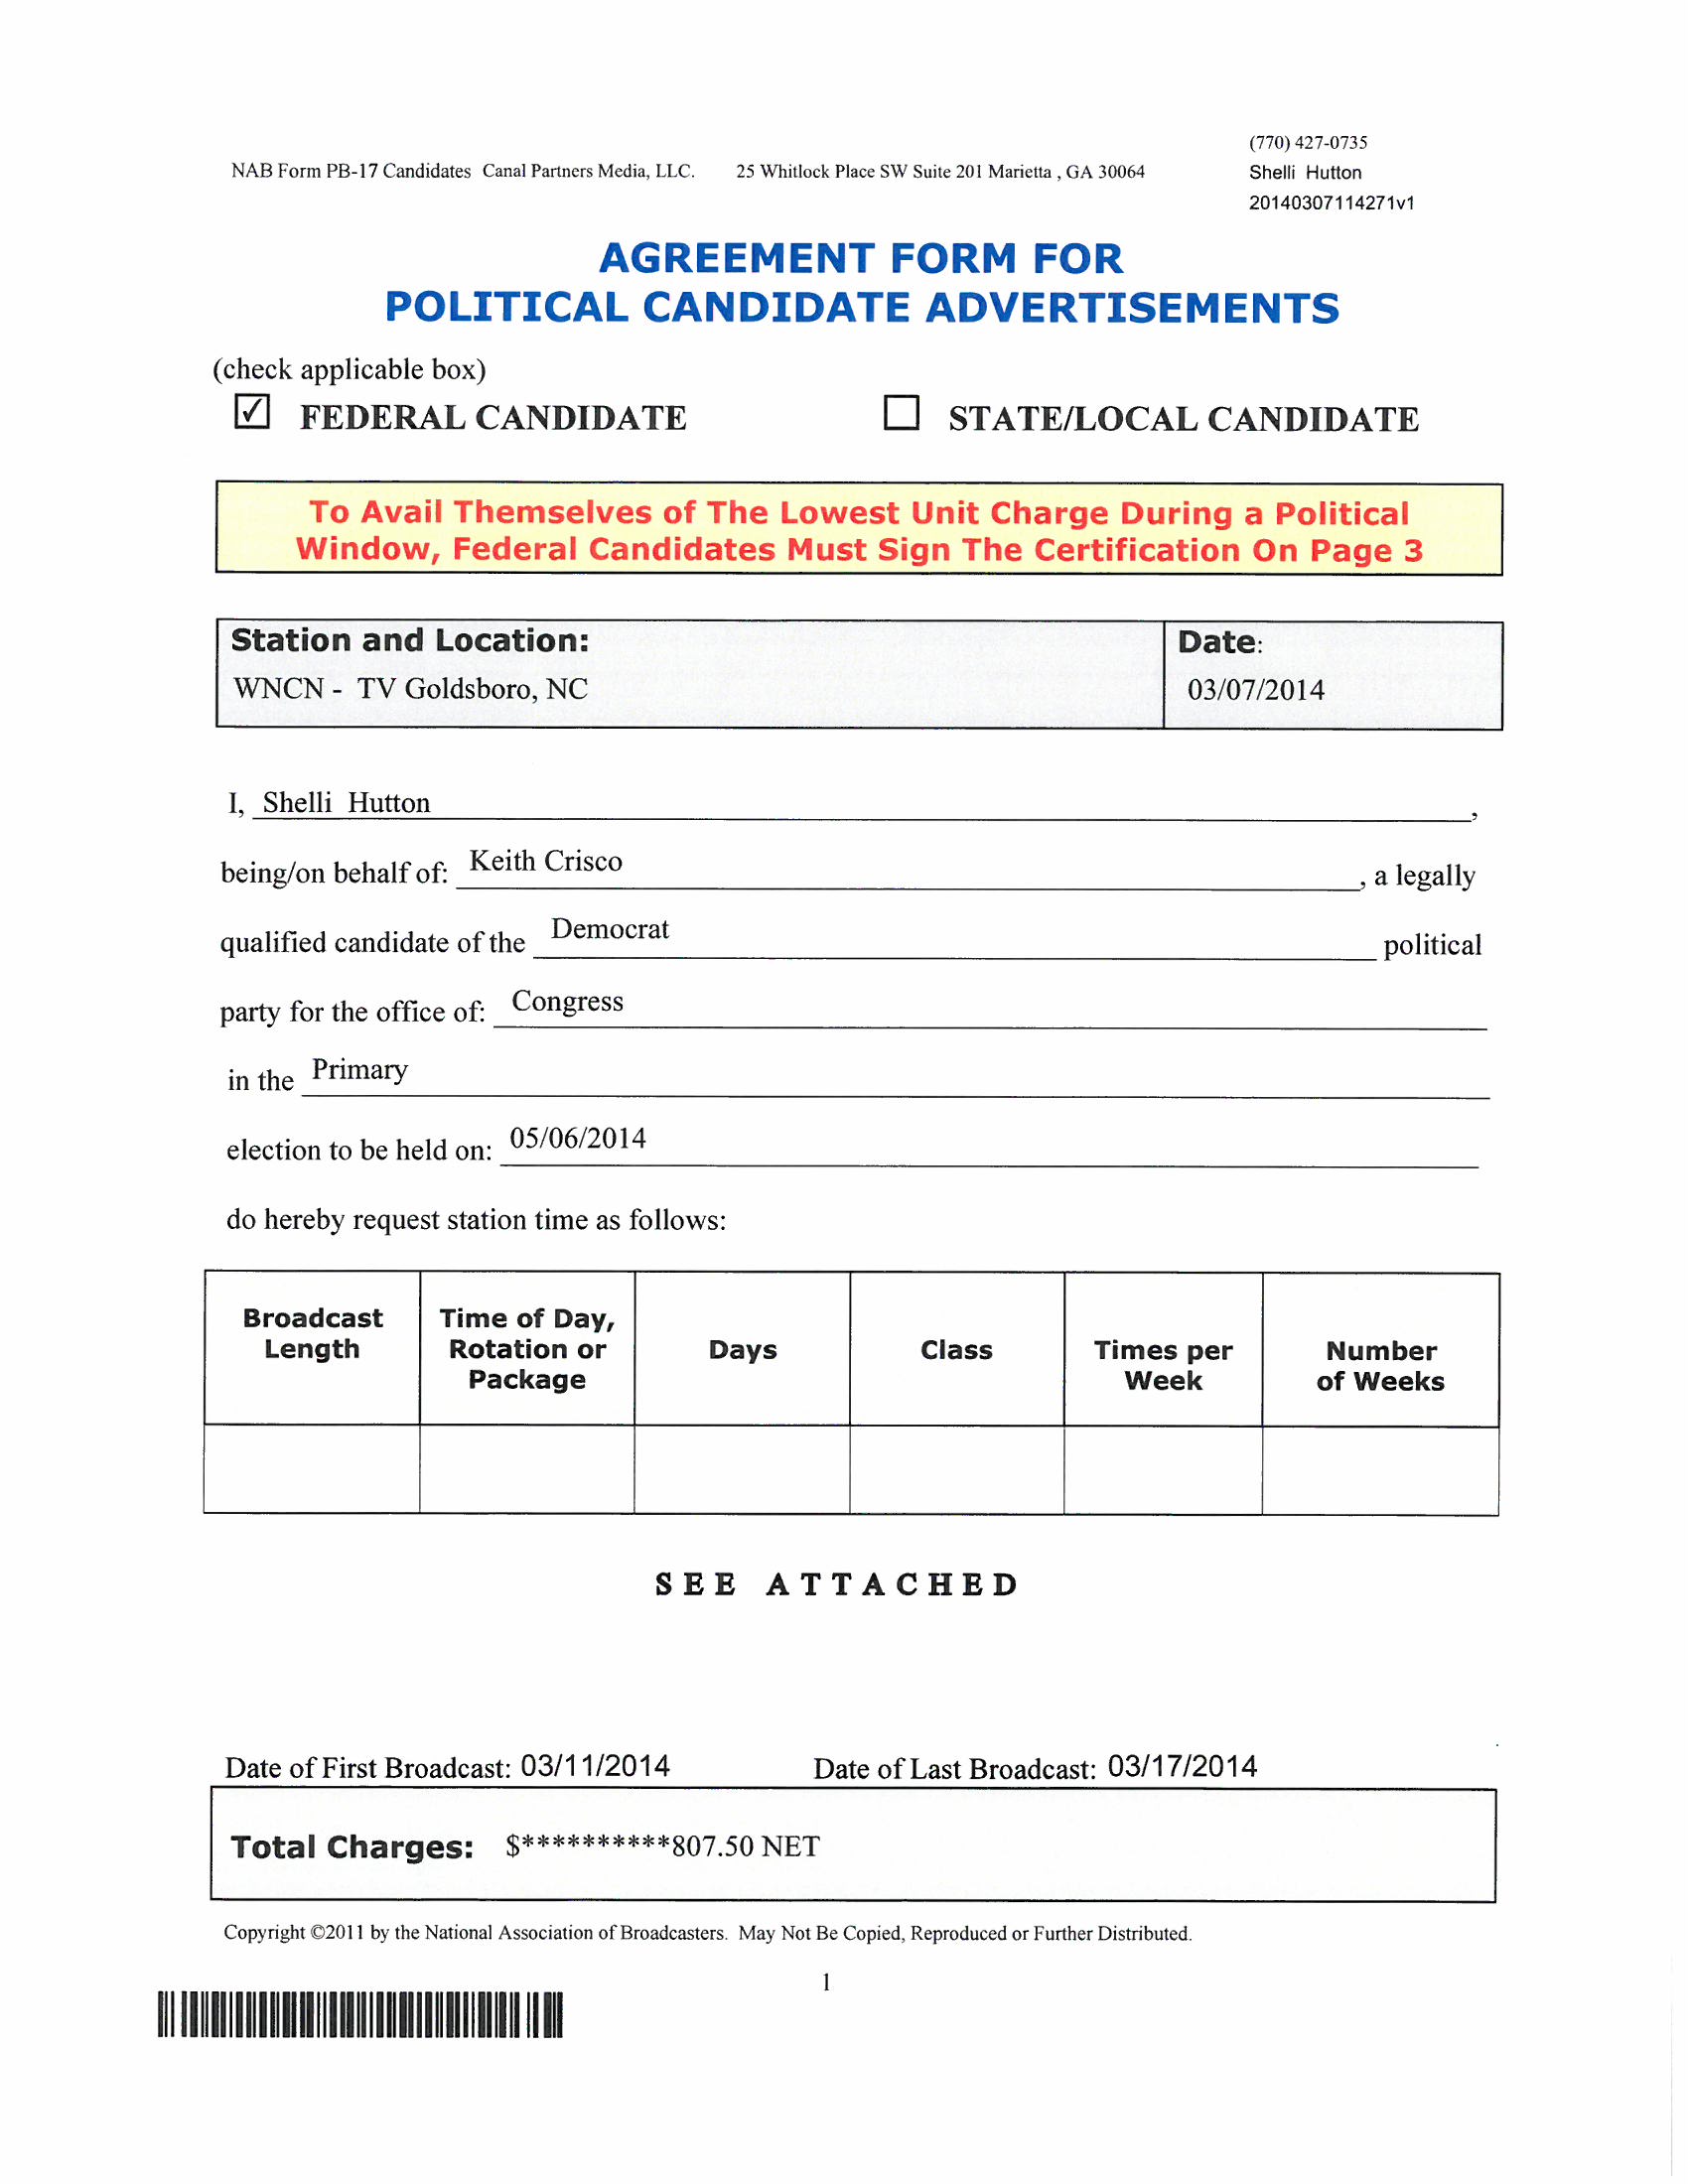 (770) 427-0735
NAB Form PB-17 Candidates Canal Partners Media, LLC. 25 Whitlock Place SW Suite 201 Marietta , GA 30064 Shelli Hutton
20140307114271v1
AGREEMENT FORM FOR
POLITICAL CANDIDATE ADVERTISEMENTS
(check applicable box)
☑ FEDERAL CANDIDATE ☐ STATE/LOCAL CANDIDATE
To Avail Themselves of The Lowest Unit Charge During a Political
Window, Federal Candidates Must Sign The Certification On Page 3
Station and Location: Date:
WNCN - TV Goldsboro, NC 03/07/2014
I, Shelli Hutton ,
being/on behalf of: Keith Crisco , a legally
qualified candidate of the Democrat political
party for the office of: Congress
in the Primary
election to be held on: 05/06/2014
do hereby request station time as follows:
Broadcast Length Time of Day, Rotation or Package Days Class Times per Week Number of Weeks
SEE ATTACHED
Date of First Broadcast: 03/11/2014 Date of Last Broadcast: 03/17/2014
Total Charges: $**********807.50 NET
Copyright ©2011 by the National Association of Broadcasters. May Not Be Copied, Reproduced or Further Distributed.
1